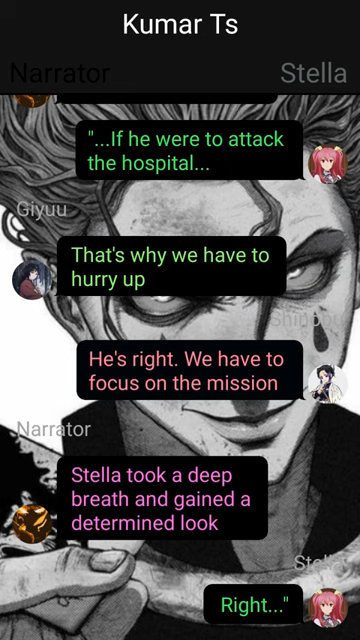 Kumar Ts
Narrator
Stella
"...If he were to attack
the hospital...
Giyuu
That's why we have to
hurry up
Shinobu
He's right. We have to
focus on the mission
Narrator
Stella took a deep
breath and gained a
determined look
Stella
Right..."